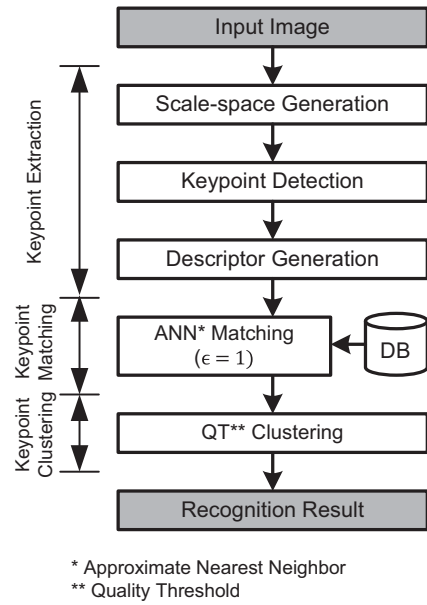 Input Image
Scale-space Generation
Keypoint Detection
Descriptor Generation
ANN* Matching
(ϵ = 1)
DB
QT** Clustering
Recognition Result
Keypoint Extraction
Keypoint
Matching
Keypoint
Clustering
* Approximate Nearest Neighbor
** Quality Threshold